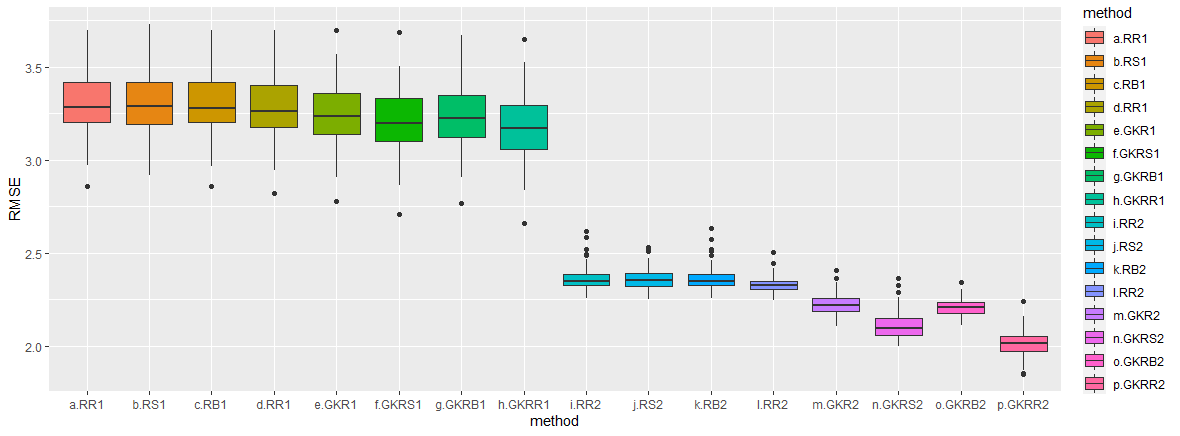 RMSE
3.5
3.0
2.5
2.0
a.RR1 b.RS1 c.RB1 d.RR1 e.GKR1 f.GKRS1 g.GKRB1 h.GKRR1 i.RR2 j.RS2 k.RB2 l.RR2 m.GKR2 n.GKRS2 o.GKRB2 p.GKRR2
method
method
a.RR1
b.RS1
c.RB1
d.RR1
e.GKR1
f.GKRS1
g.GKRB1
h.GKRR1
i.RR2
j.RS2
k.RB2
l.RR2
m.GKR2
n.GKRS2
o.GKRB2
p.GKRR2